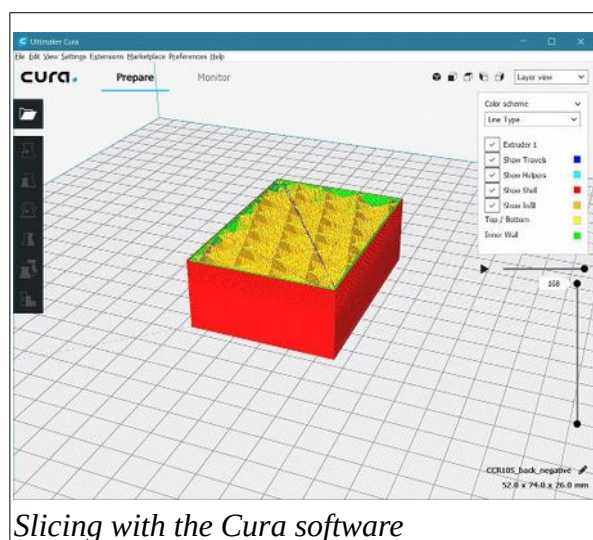 Ultimaker Cura
File Edit View Settings Extensions Marketplace Preferences Help
cura. Prepare Monitor Layer view
Color scheme
Line Type
Extruder 1
Show Travels
Show Helpers
Show Shell
Show Infill
Top / Bottom
Inner Wall
168
CCR105_back_negative
52.8 x 74.0 x 26.0 mm
Slicing with the Cura software